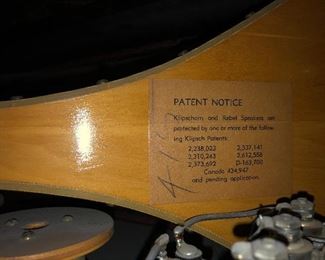 PATENT NOTICE
Klipschorn and Rebel Speakers are
protected by one or more of the follow-
ing Klipsch Patents:
2,238,023 2,537,141
2,310,243 2,612,558
2,373,692 D-163,700
Canada 424,947
and pending application.